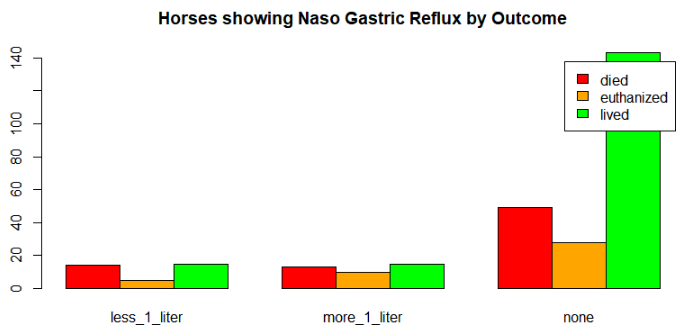 Horses showing Naso Gastric Reflux by Outcome
140
100
80
60
40
20
0
died
euthanized
lived
less_1_liter
more_1_liter
none